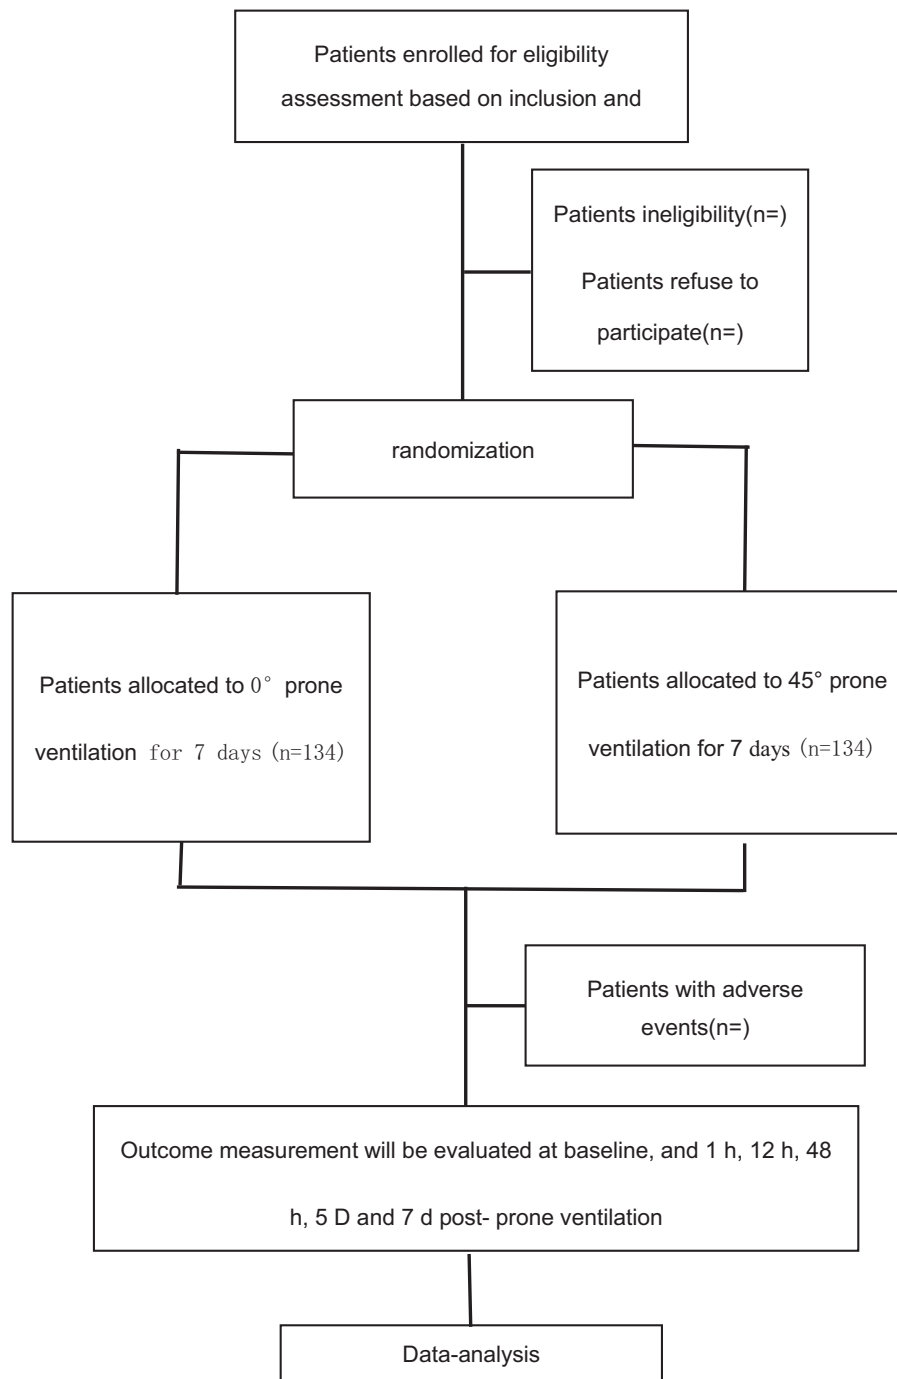 Patients enrolled for eligibility
assessment based on inclusion and
Patients ineligibility(n=)
Patients refuse to
participate(n=)
randomization
Patients allocated to 0° prone
ventilation for 7 days (n=134)
Patients allocated to 45° prone
ventilation for 7 days (n=134)
Patients with adverse
events(n=)
Outcome measurement will be evaluated at baseline, and 1 h, 12 h, 48
h, 5 D and 7 d post- prone ventilation
Data-analysis